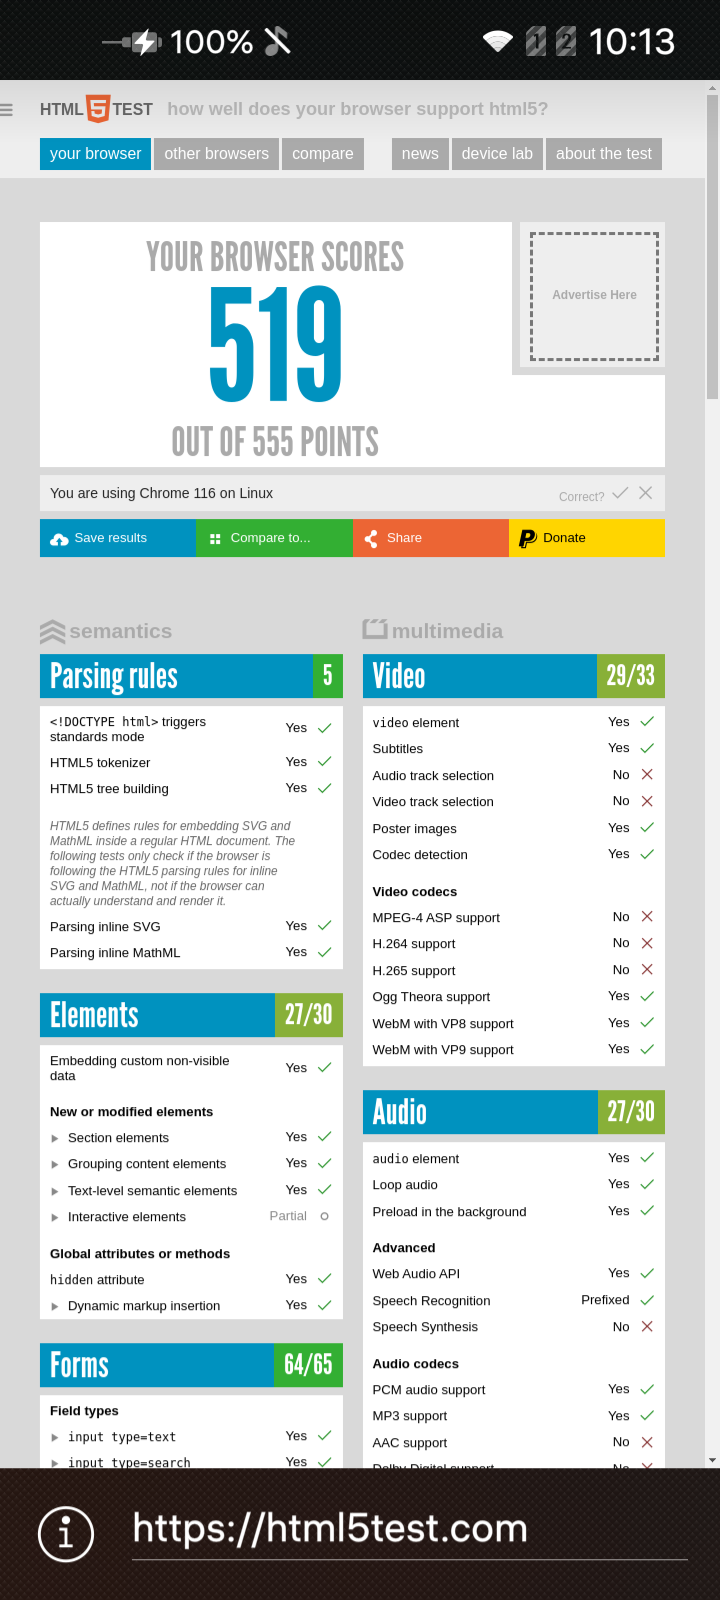 100%
1
2
10:13
HTML5TEST how well does your browser support html5?
your browser other browsers compare news device lab about the test
YOUR BROWSER SCORES
519
OUT OF 555 POINTS
Advertise Here
You are using Chrome 116 on Linux Correct?
Save results Compare to... Share Donate
semantics
Parsing rules 5
<!DOCTYPE html> triggers
standards mode Yes
HTML5 tokenizer Yes
HTML5 tree building Yes
HTML5 defines rules for embedding SVG and
MathML inside a regular HTML document. The
following tests only check if the browser is
following the HTML5 parsing rules for inline
SVG and MathML, not if the browser can
actually understand and render it.
Parsing inline SVG Yes
Parsing inline MathML Yes
Elements 27/30
Embedding custom non-visible
data Yes
New or modified elements
Section elements Yes
Grouping content elements Yes
Text-level semantic elements Yes
Interactive elements Partial
Global attributes or methods
hidden attribute Yes
Dynamic markup insertion Yes
Forms 64/65
Field types
input type=text Yes
input type=search Yes
multimedia
Video 29/33
video element Yes
Subtitles Yes
Audio track selection No
Video track selection No
Poster images Yes
Codec detection Yes
Video codecs
MPEG-4 ASP support No
H.264 support No
H.265 support No
Ogg Theora support Yes
WebM with VP8 support Yes
WebM with VP9 support Yes
Audio 27/30
audio element Yes
Loop audio Yes
Preload in the background Yes
Advanced
Web Audio API Yes
Speech Recognition Prefixed
Speech Synthesis No
Audio codecs
PCM audio support Yes
MP3 support Yes
AAC support No
Dolby Digital support No
https://html5test.com